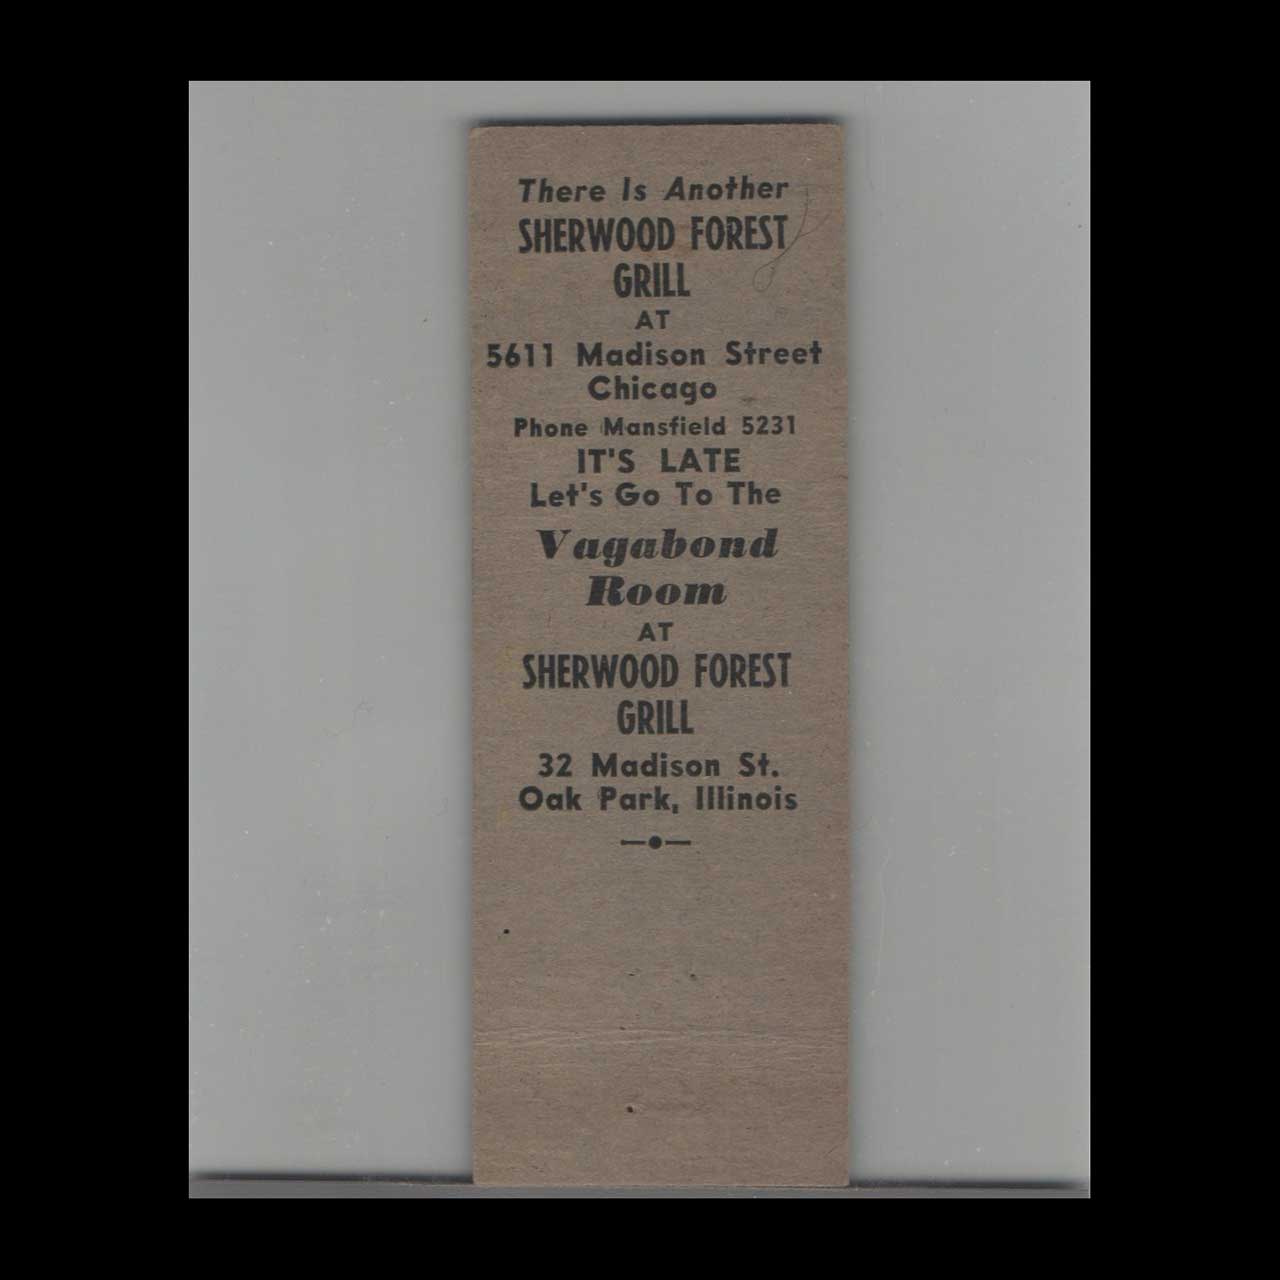 There Is Another
SHERWOOD FOREST
GRILL
AT
5611 Madison Street
Chicago
Phone Mansfield 5231
IT'S LATE
Let's Go To The
Vagabond
Room
AT
SHERWOOD FOREST
GRILL
32 Madison St.
Oak Park, Illinois